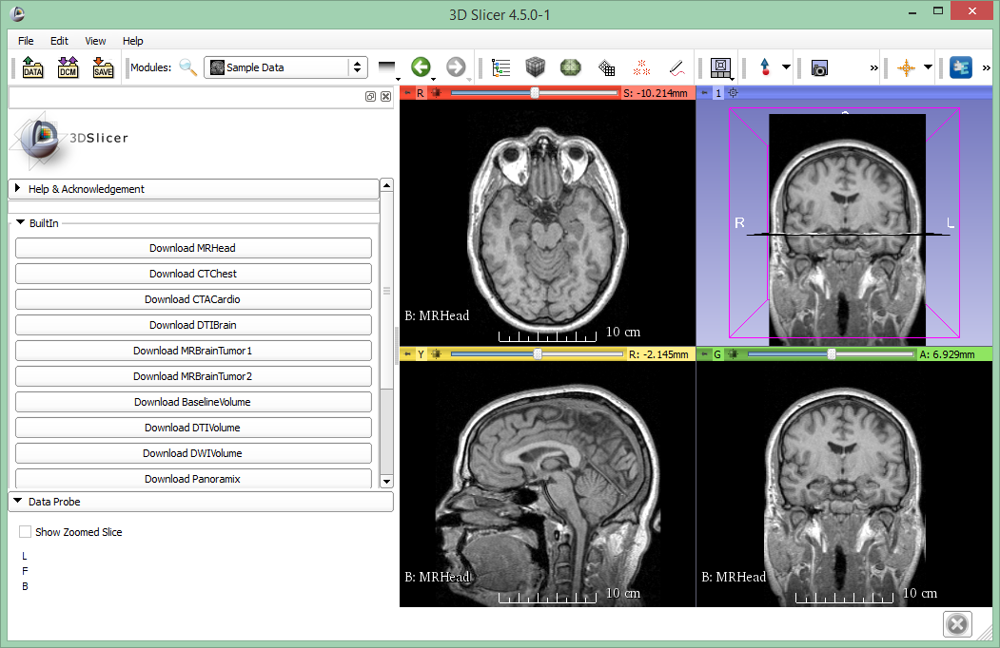 3D Slicer 4.5.0-1
File Edit View Help
DATA DCM SAVE Modules: Sample Data
R S: -10.214mm
1
3DSlicer
Help & Acknowledgement
BuiltIn
Download MRHead
Download CTChest
Download CTACardio
Download DTIBrain
Download MRBrainTumor1
Download MRBrainTumor2
Download BaselineVolume
Download DTIVolume
Download DWIVolume
Download Panoramix
Data Probe
Show Zoomed Slice
L
F
B
B: MRHead
10 cm
R L
Y R: -2.145mm
G A: 6.929mm
B: MRHead
10 cm
B: MRHead
10 cm